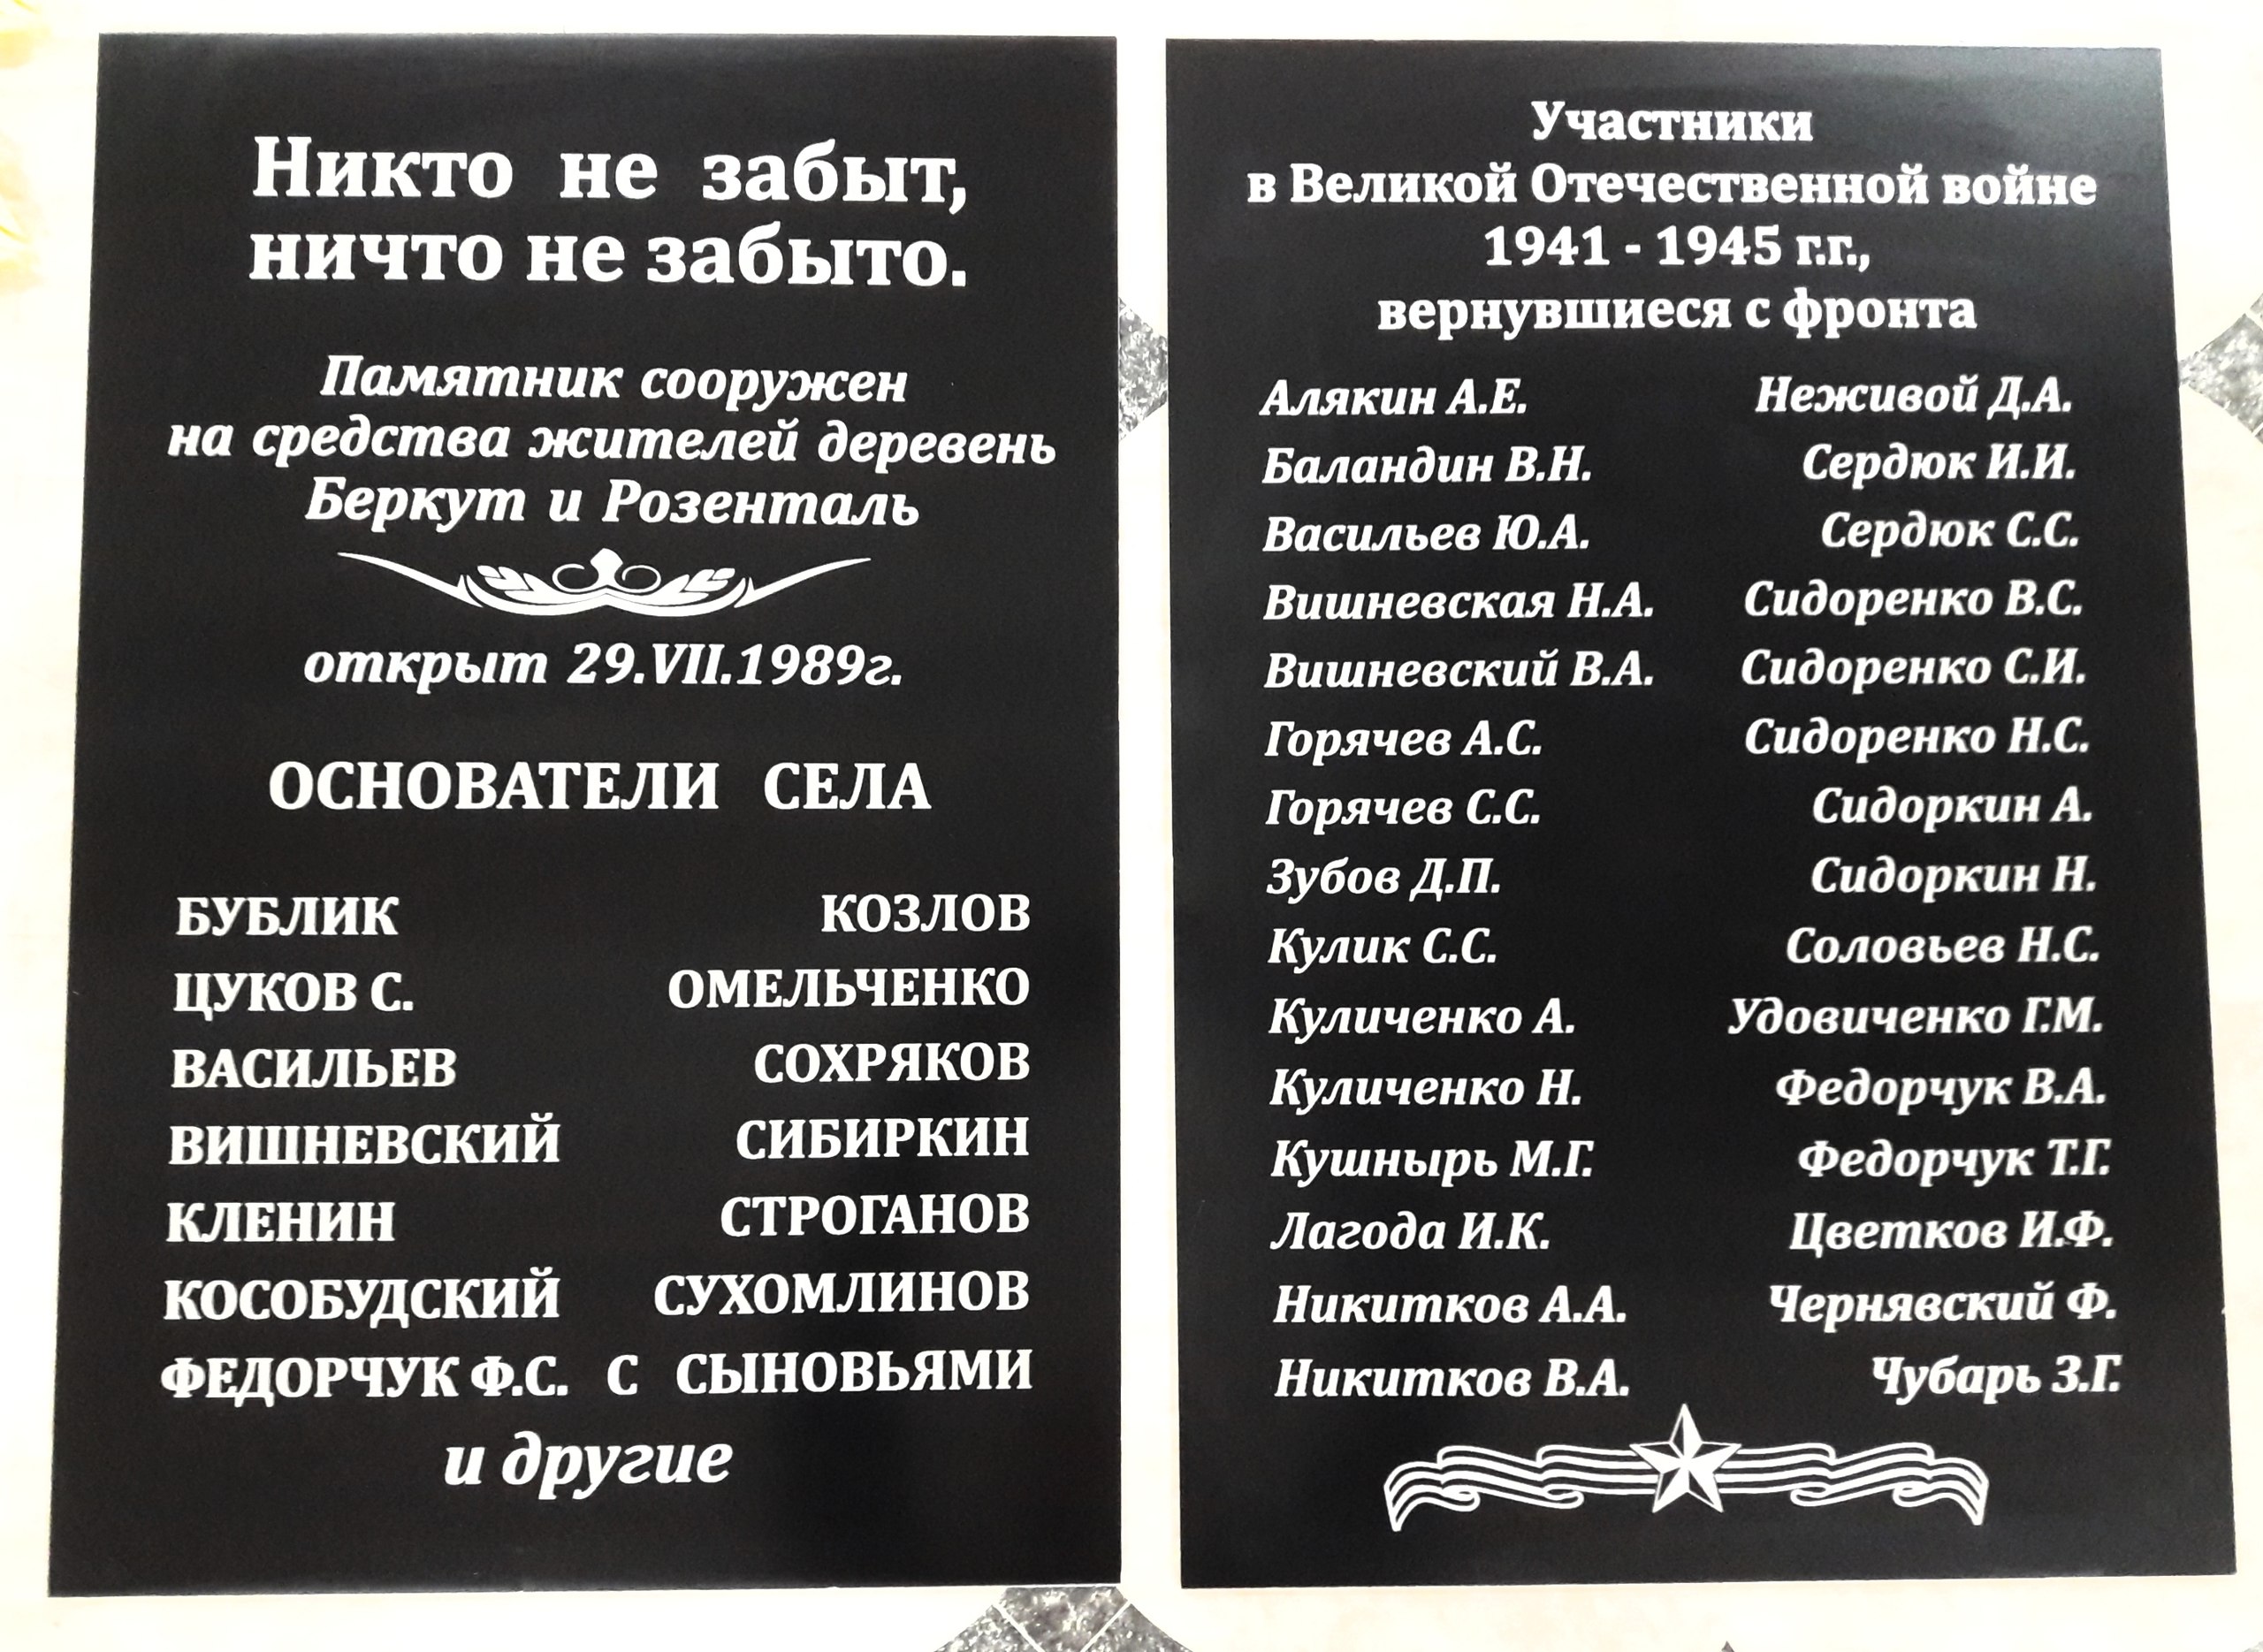 Никто не забыт,
ничто не забыто.
Памятник сооружен
на средства жителей деревень
Беркут и Розенталь
открыт 29.VII.1989г.
ОСНОВАТЕЛИ СЕЛА
БУБЛИК КОЗЛОВ
ЦУКОВ С. ОМЕЛЬЧЕНКО
ВАСИЛЬЕВ СОХРЯКОВ
ВИШНЕВСКИЙ СИБИРКИН
КЛЕНИН СТРОГАНОВ
КОСОБУДСКИЙ СУХОМЛИНОВ
ФЕДОРЧУК Ф.С. С СЫНОВЬЯМИ
и другие
Участники
в Великой Отечественной войне
1941 - 1945 г.г.,
вернувшиеся с фронта
Алякин А.Е. Неживой Д.А.
Баландин В.Н. Сердюк И.И.
Васильев Ю.А. Сердюк С.С.
Вишневская Н.А. Сидоренко В.С.
Вишневский В.А. Сидоренко С.И.
Горячев А.С. Сидоренко Н.С.
Горячев С.С. Сидоркин А.
Зубов Д.П. Сидоркин Н.
Кулик С.С. Соловьев Н.С.
Куличенко А. Удовиченко Г.М.
Куличенко Н. Федорчук В.А.
Кушнырь М.Г. Федорчук Т.Г.
Лагода И.К. Цветков И.Ф.
Никитков А.А. Чернявский Ф.
Никитков В.А. Чубарь З.Г.